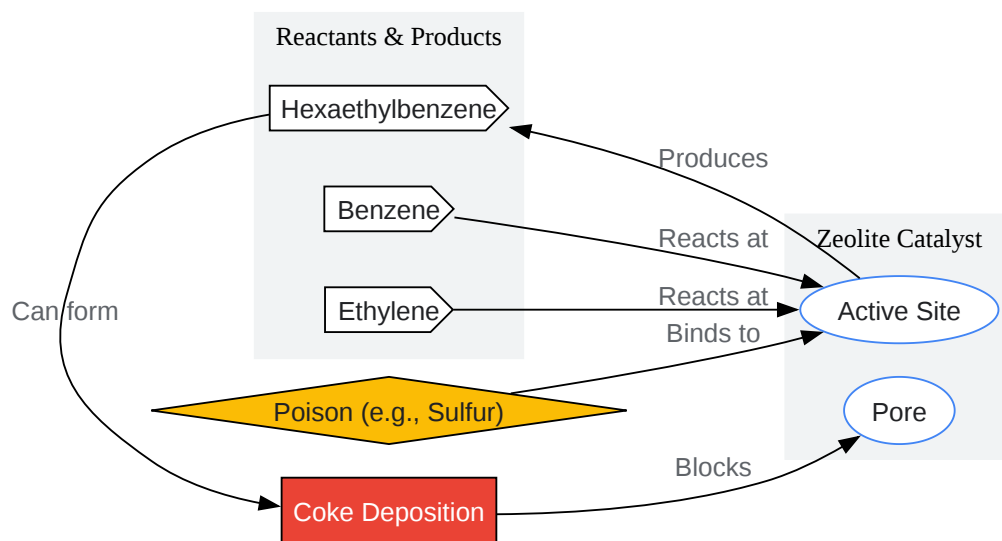 Reactants & Products
Hexaethylbenzene
Produces
Benzene
Reacts at
Zeolite Catalyst
Ethylene
Reacts at
Active Site
Can form
Binds to
Poison (e.g., Sulfur)
Pore
Blocks
Coke Deposition